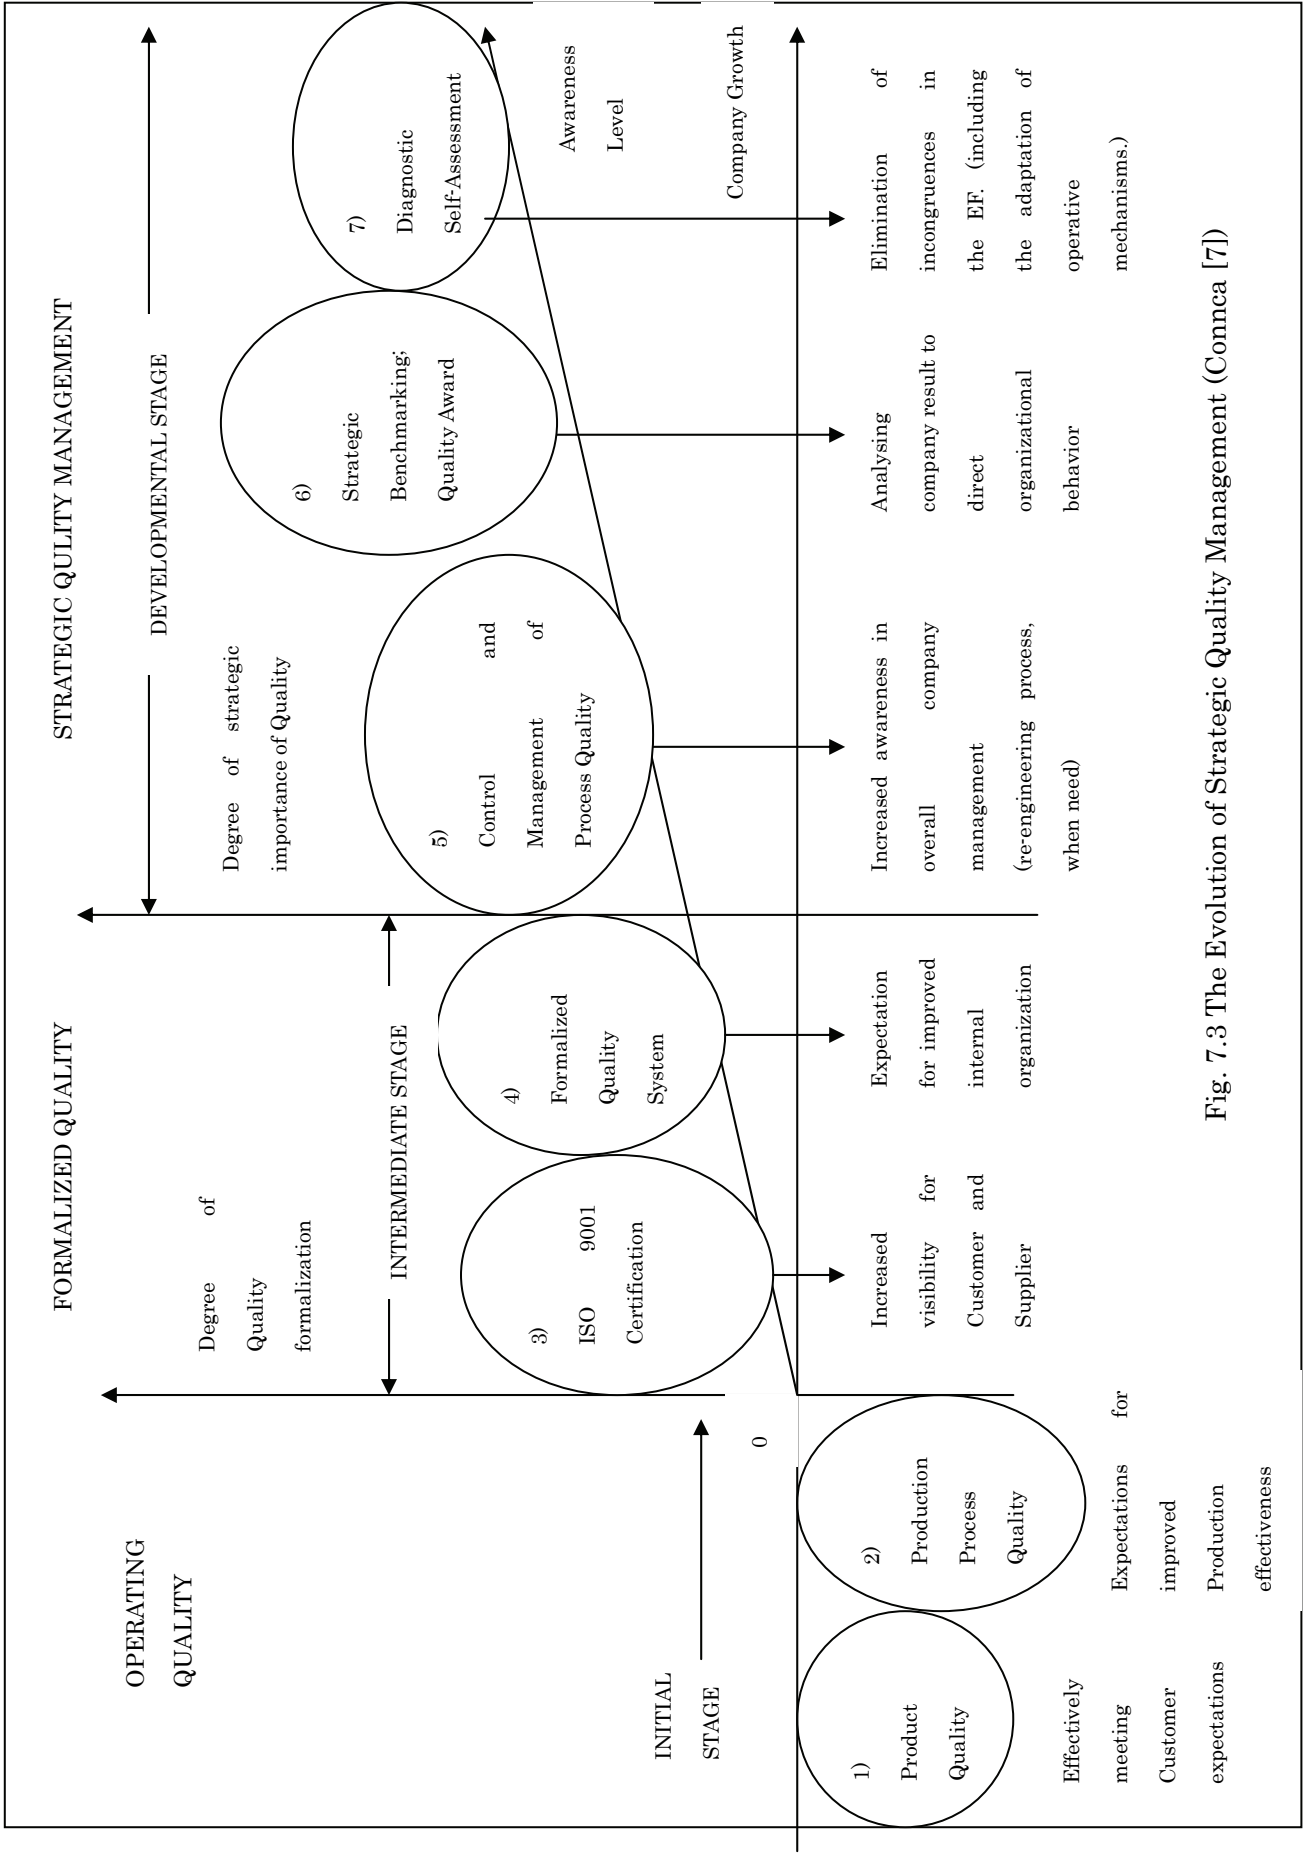 OPERATING
QUALITY
FORMALIZED QUALITY
STRATEGIC QULITY MANAGEMENT
DEVELOPMENTAL STAGE
Degree of
Quality
formalization
Degree of strategic
importance of Quality
INTERMEDIATE STAGE
INITIAL
STAGE
0
1)
Product
Quality
2)
Production
Process
Quality
3)
ISO 9001
Certification
4)
Formalized
Quality
System
5)
Control and
Management of
Process Quality
6)
Strategic
Benchmarking;
Quality Award
7)
Diagnostic
Self-Assessment
Awareness
Level
Company Growth
Effectively
meeting
Customer
expectations
Expectations for
improved
Production
effectiveness
Increased
visibility for
Customer and
Supplier
Expectation
for improved
internal
organization
Increased awareness in
overall company
management
(re-engineering process,
when need)
Analysing
company result to
direct
organizational
behavior
Elimination of
incongruences in
the EF. (including
the adaptation of
operative
mechanisms.)
Fig. 7.3 The Evolution of Strategic Quality Management (Connca [7])